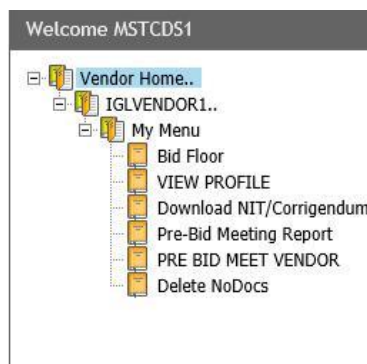 Welcome MSTCDS1
Vendor Home..
IGLVENDOR1..
My Menu
Bid Floor
VIEW PROFILE
Download NIT/Corrigendum
Pre-Bid Meeting Report
PRE BID MEET VENDOR
Delete NoDocs